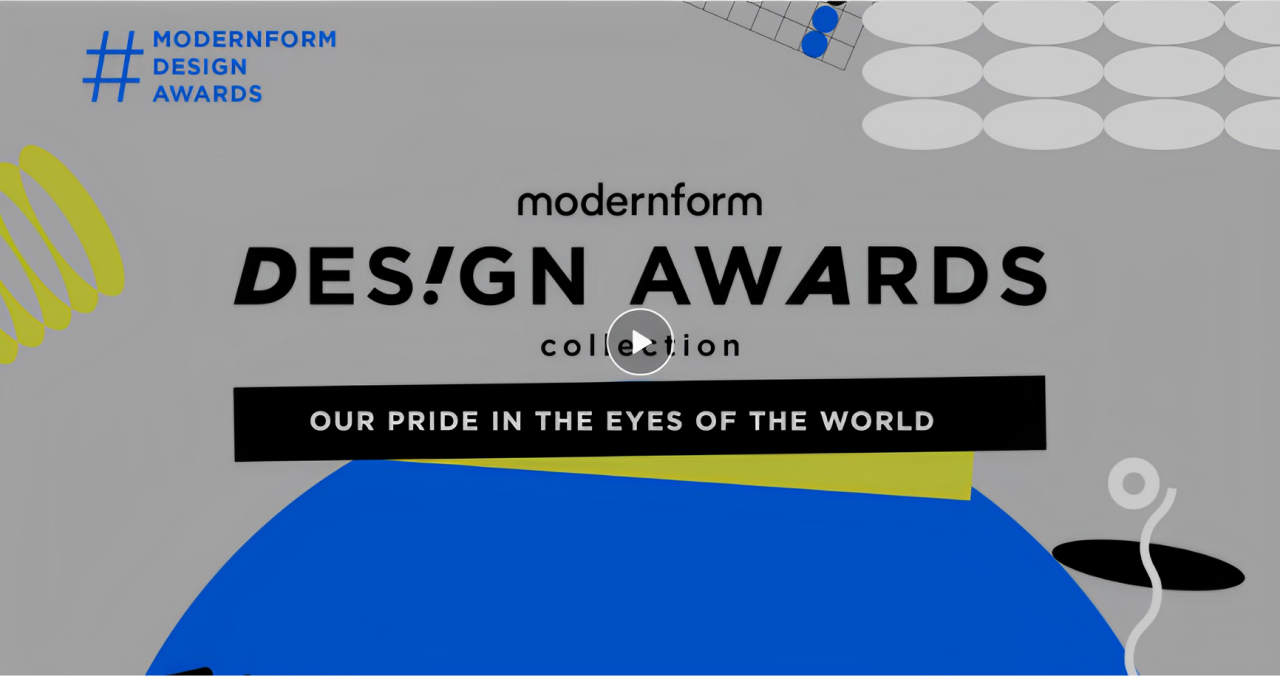 MODERNFORM
DESIGN
AWARDS
modernform
DES!GN AWARDS
collection
OUR PRIDE IN THE EYES OF THE WORLD